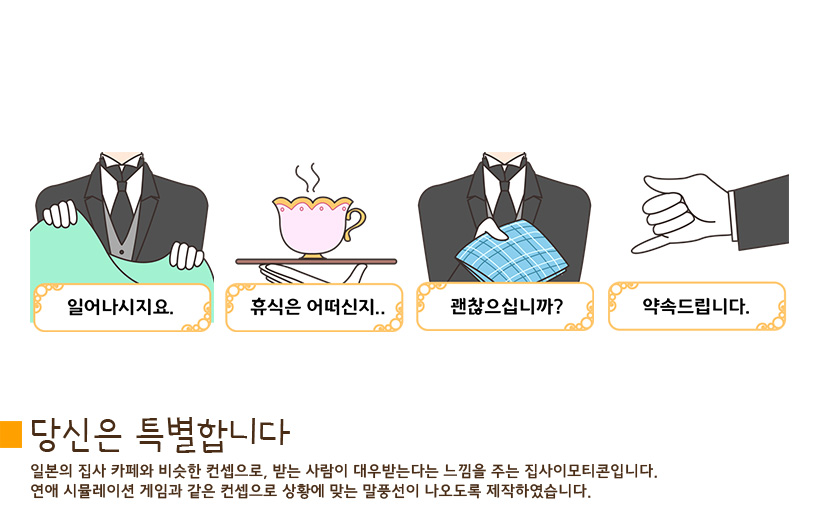 일어나시지요.
휴식은 어떠신지..
괜찮으십니까?
약속드립니다.
당신은 특별합니다
일본의 집사 카페와 비슷한 컨셉으로, 받는 사람이 대우받는다는 느낌을 주는 집사이모티콘입니다.
연애 시뮬레이션 게임과 같은 컨셉으로 상황에 맞는 말풍선이 나오도록 제작하였습니다.